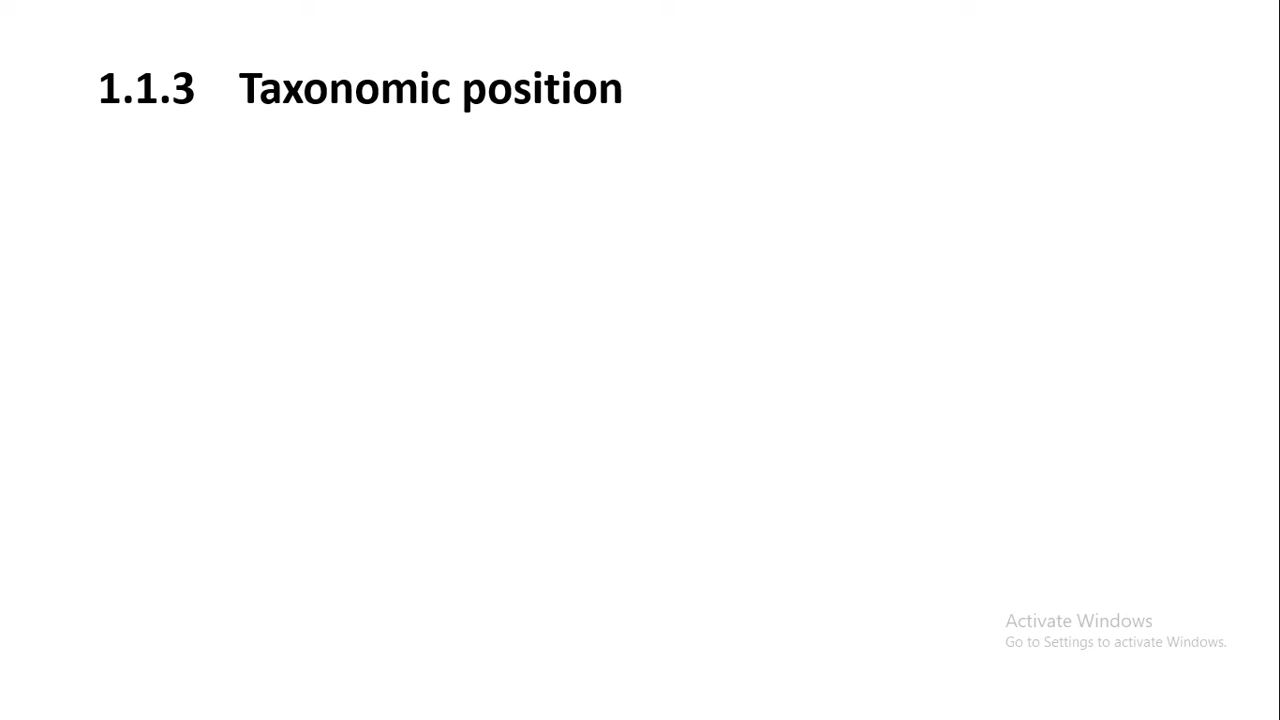 1.1.3 Taxonomic position
Activate Windows
Go to Settings to activate Windows.